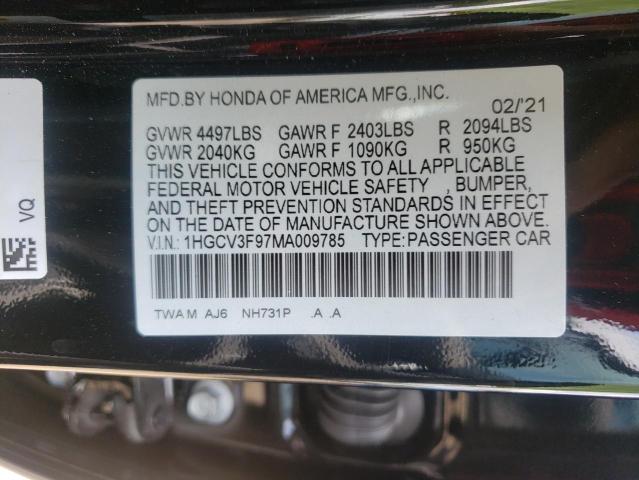 MFD.BY HONDA OF AMERICA MFG.,INC.
02/'21
GVWR 4497LBS GAWR F 2403LBS R 2094LBS
GVWR 2040KG GAWR F 1090KG R 950KG
THIS VEHICLE CONFORMS TO ALL APPLICABLE
FEDERAL MOTOR VEHICLE SAFETY , BUMPER,
AND THEFT PREVENTION STANDARDS IN EFFECT
ON THE DATE OF MANUFACTURE SHOWN ABOVE.
V.I.N.: 1HGCV3F97MA009785 TYPE:PASSENGER CAR
TWA M AJ6 NH731P .A .A
VQ